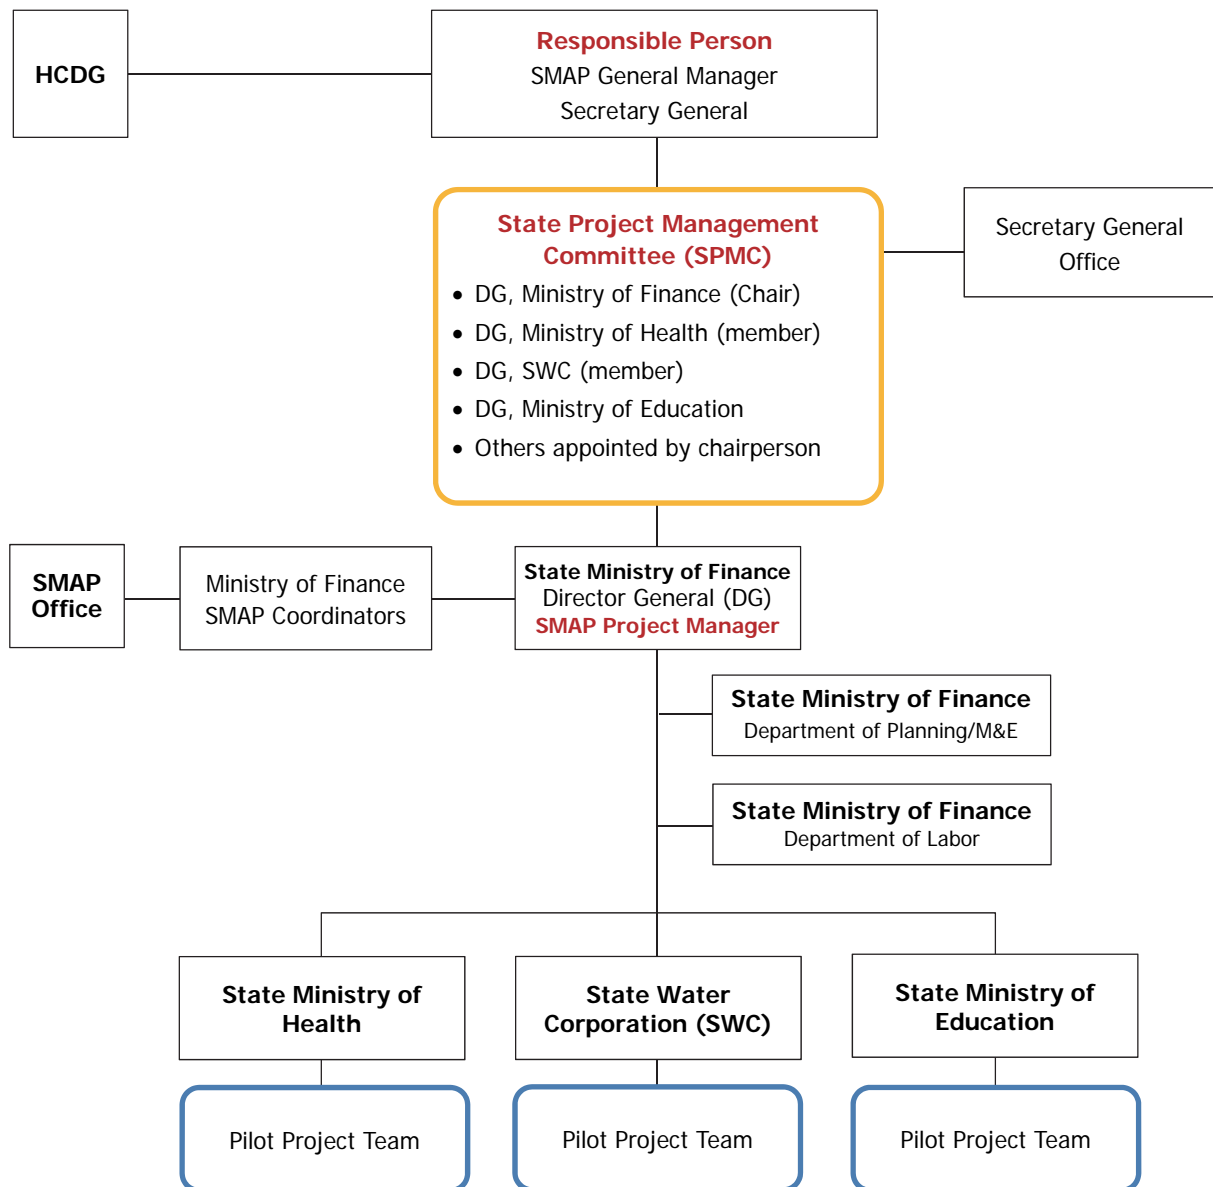 HCDG
Responsible Person
SMAP General Manager
Secretary General
State Project Management
Committee (SPMC)
• DG, Ministry of Finance (Chair)
• DG, Ministry of Health (member)
• DG, SWC (member)
• DG, Ministry of Education
• Others appointed by chairperson
Secretary General
Office
SMAP
Office
Ministry of Finance
SMAP Coordinators
State Ministry of Finance
Director General (DG)
SMAP Project Manager
State Ministry of Finance
Department of Planning/M&E
State Ministry of Finance
Department of Labor
State Ministry of
Health
State Water
Corporation (SWC)
State Ministry of
Education
Pilot Project Team
Pilot Project Team
Pilot Project Team